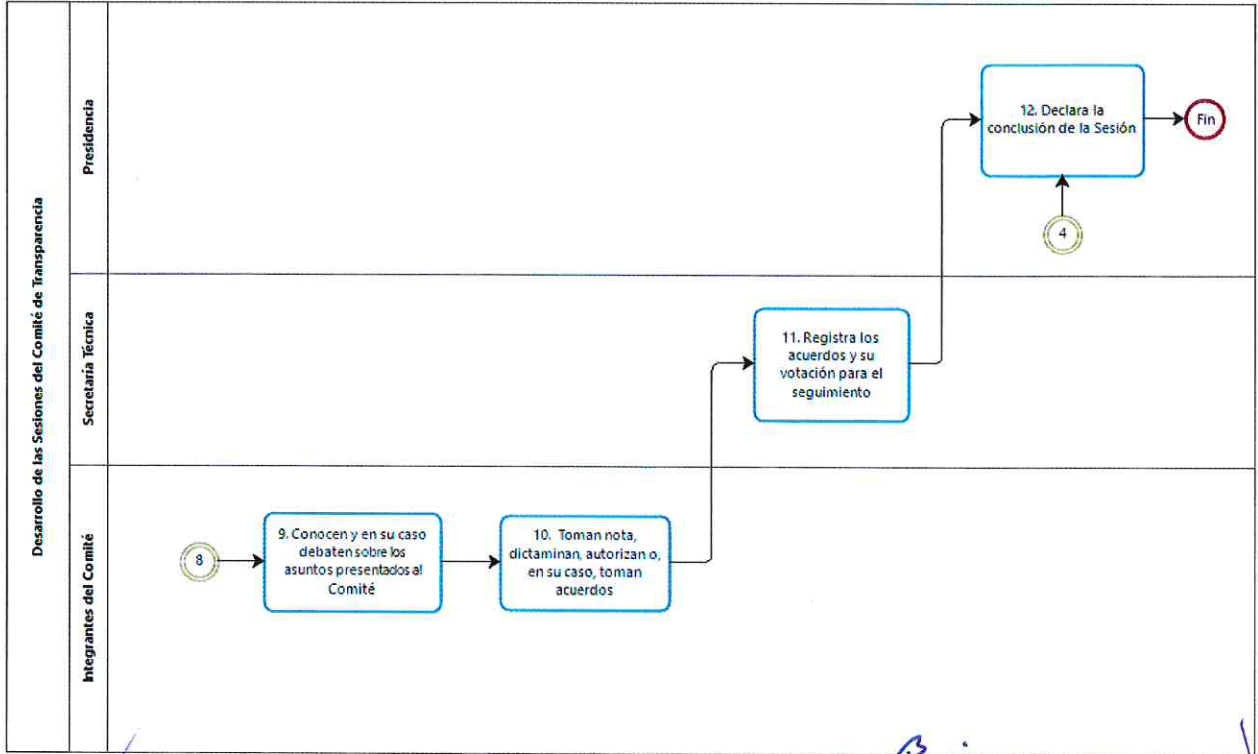 Desarrollo de las Sesiones del Comité de Transparencia
Presidencia
12. Declara la
conclusión de la Sesión
Fin
4
Secretaría Técnica
11. Registra los
acuerdos y su
votación para el
seguimiento
Integrantes del Comité
8
9. Conocen y en su caso
debaten sobre los
asuntos presentados al
Comité
10. Toman nota,
dictaminan, autorizan o,
en su caso, toman
acuerdos